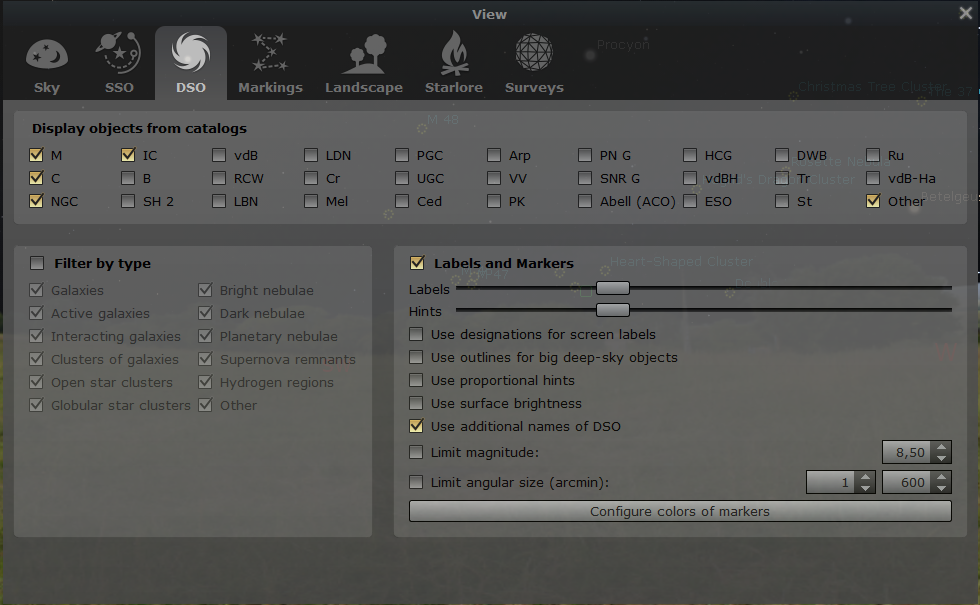 View
Sky SSO DSO Markings Landscape Starlore Surveys
Procyon
Christmas Tree Cluster
M 48
Display objects from catalogs
M IC vdB LDN PGC Arp PN G HCG DWB Ru
C B RCW Cr UGC VV SNR G vdBH Tr vdB-Ha
NGC SH 2 LBN Mel Ced PK Abell (ACO) ESO St Other
Filter by type
Galaxies Bright nebulae
Active galaxies Dark nebulae
Interacting galaxies Planetary nebulae
Clusters of galaxies Supernova remnants
Open star clusters Hydrogen regions
Globular star clusters Other
Labels and Markers
Heart-Shaped Cluster
M 47
Labels
Hints
Use designations for screen labels
Use outlines for big deep-sky objects
Use proportional hints
Use surface brightness
Use additional names of DSO
Limit magnitude: 8,50
Limit angular size (arcmin): 1 600
Configure colors of markers